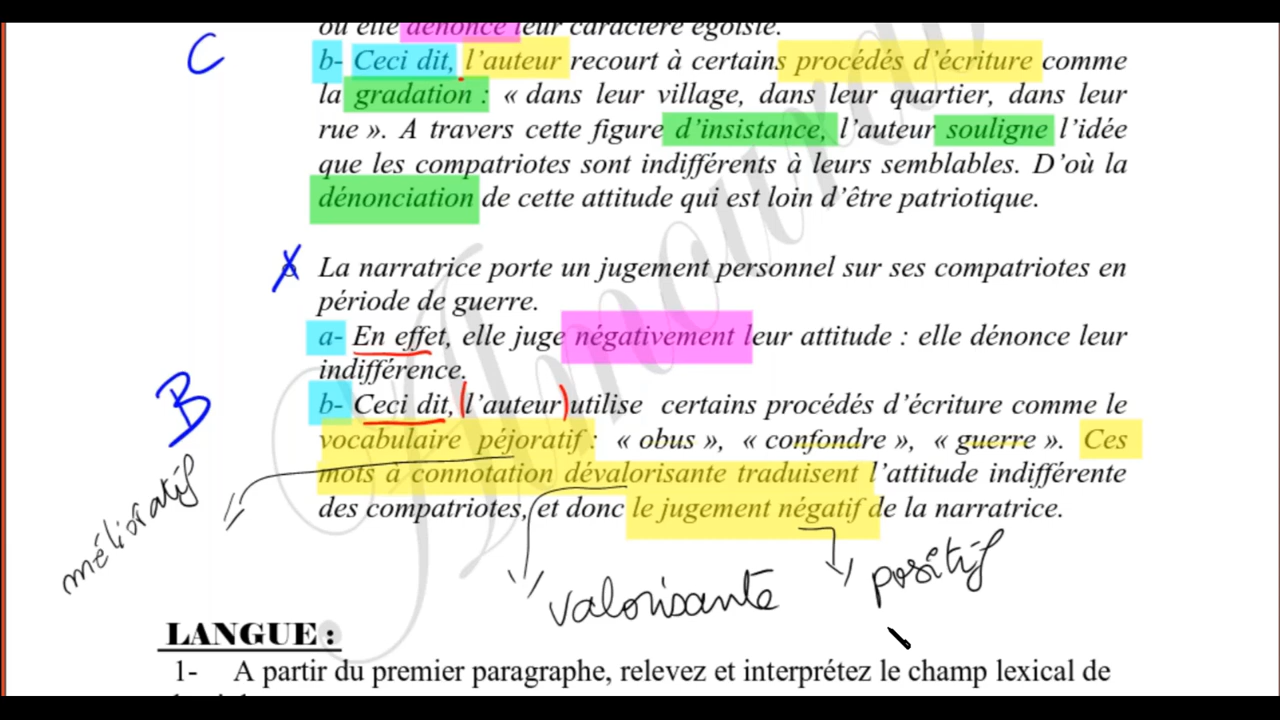 où elle dénonce leur caractère égoïste.
C
b- Ceci dit, l'auteur recourt à certains procédés d'écriture comme
la gradation : « dans leur village, dans leur quartier, dans leur
rue ». A travers cette figure d'insistance, l'auteur souligne l'idée
que les compatriotes sont indifférents à leurs semblables. D'où la
dénonciation de cette attitude qui est loin d'être patriotique.
La narratrice porte un jugement personnel sur ses compatriotes en
période de guerre.
a- En effet, elle juge négativement leur attitude : elle dénonce leur
indifférence.
B
b- Ceci dit, (l'auteur) utilise certains procédés d'écriture comme le
vocabulaire péjoratif : « obus », « confondre », « guerre ». Ces
mots à connotation dévalorisante traduisent l'attitude indifférente
des compatriotes, et donc le jugement négatif de la narratrice.
mélioratif
valorisante
positif
LANGUE :
1- A partir du premier paragraphe, relevez et interprétez le champ lexical de